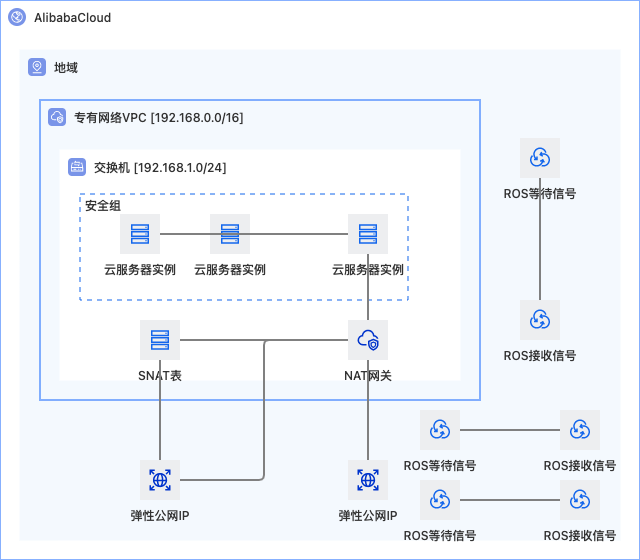 AlibabaCloud
地域
专有网络VPC [192.168.0.0/16]
交换机 [192.168.1.0/24]
安全组
云服务器实例
云服务器实例
云服务器实例
ROS等待信号
ROS接收信号
SNAT表
NAT网关
弹性公网IP
弹性公网IP
ROS等待信号
ROS接收信号
ROS等待信号
ROS接收信号